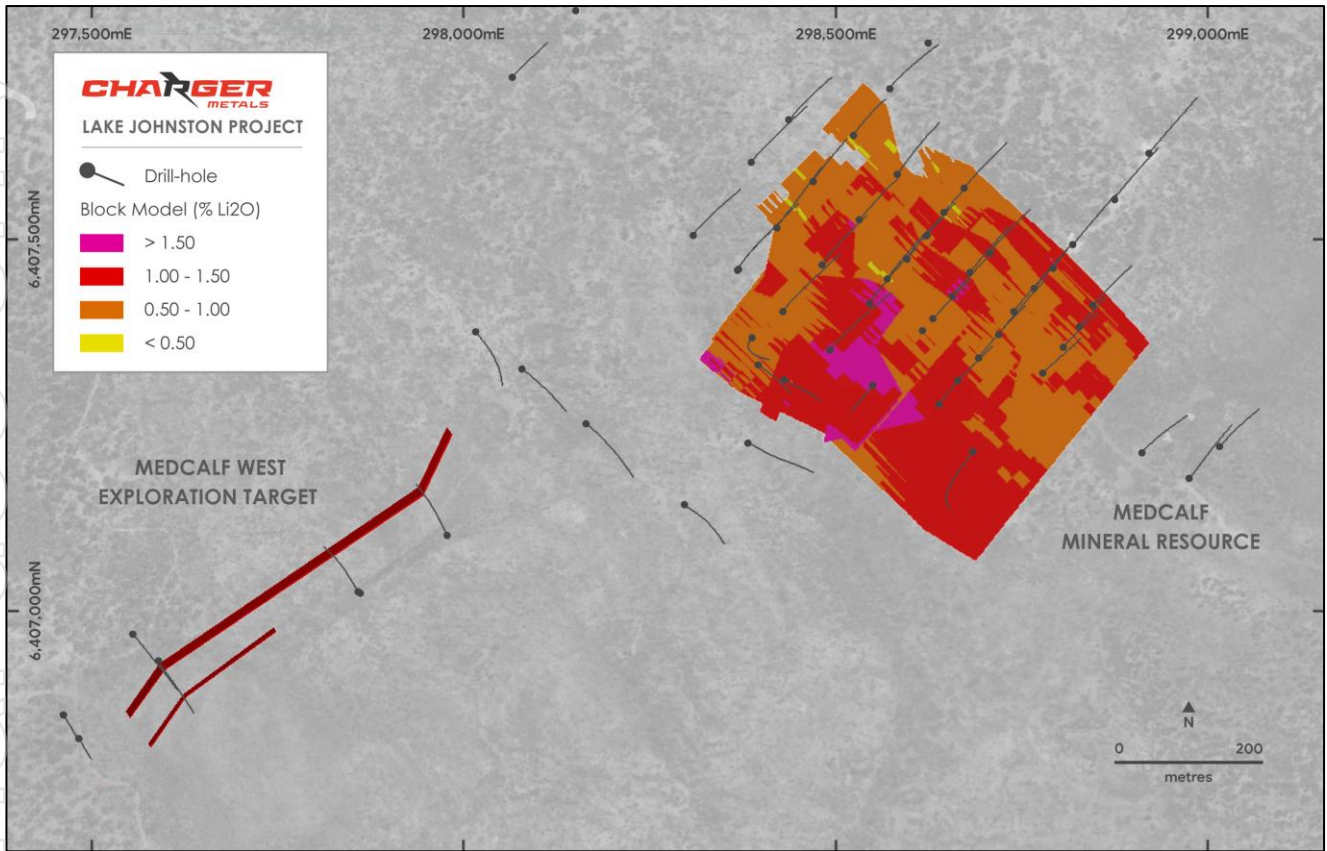 297,500mE
298,000mE
298,500mE
299,000mE
CHARGER
METALS
LAKE JOHNSTON PROJECT
Drill-hole
Block Model (% Li2O)
> 1.50
1.00 - 1.50
0.50 - 1.00
< 0.50
6,407,500mN
6,407,000mN
MEDCALF WEST
EXPLORATION TARGET
MEDCALF
MINERAL RESOURCE
N
0 200
metres